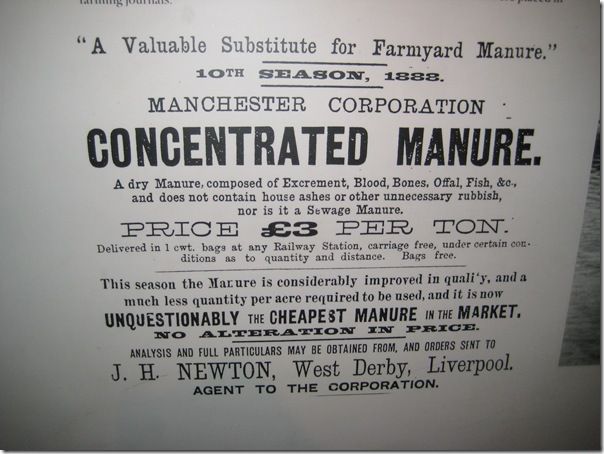 farming journals.
placed in
"A Valuable Substitute for Farmyard Manure."
10TH SEASON, 1888.
MANCHESTER CORPORATION
CONCENTRATED MANURE.
A dry Manure, composed of Excrement, Blood, Bones, Offal, Fish, &c.,
and does not contain house ashes or other unnecessary rubbish,
nor is it a Sewage Manure.
PRICE £3 PER TON.
Delivered in 1 cwt. bags at any Railway Station, carriage free, under certain con-
ditions as to quantity and distance. Bags free.
This season the Manure is considerably improved in quality, and a
much less quantity per acre required to be used, and it is now
UNQUESTIONABLY THE CHEAPEST MANURE IN THE MARKET.
NO ALTERATION IN PRICE.
ANALYSIS AND FULL PARTICULARS MAY BE OBTAINED FROM, AND ORDERS SENT TO
J. H. NEWTON, West Derby, Liverpool.
AGENT TO THE CORPORATION.